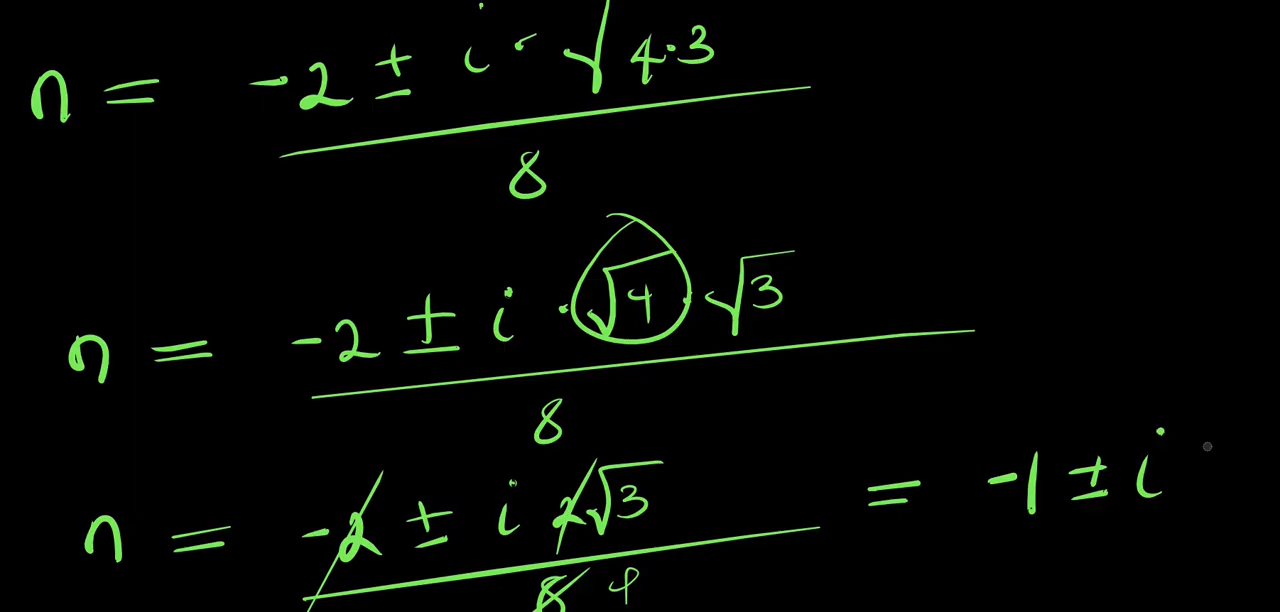 n = -2 ± i · √4·3
8
n = -2 ± i · √4 · √3
8
n = -2 ± i 2√3 = -1 ± i
8 4